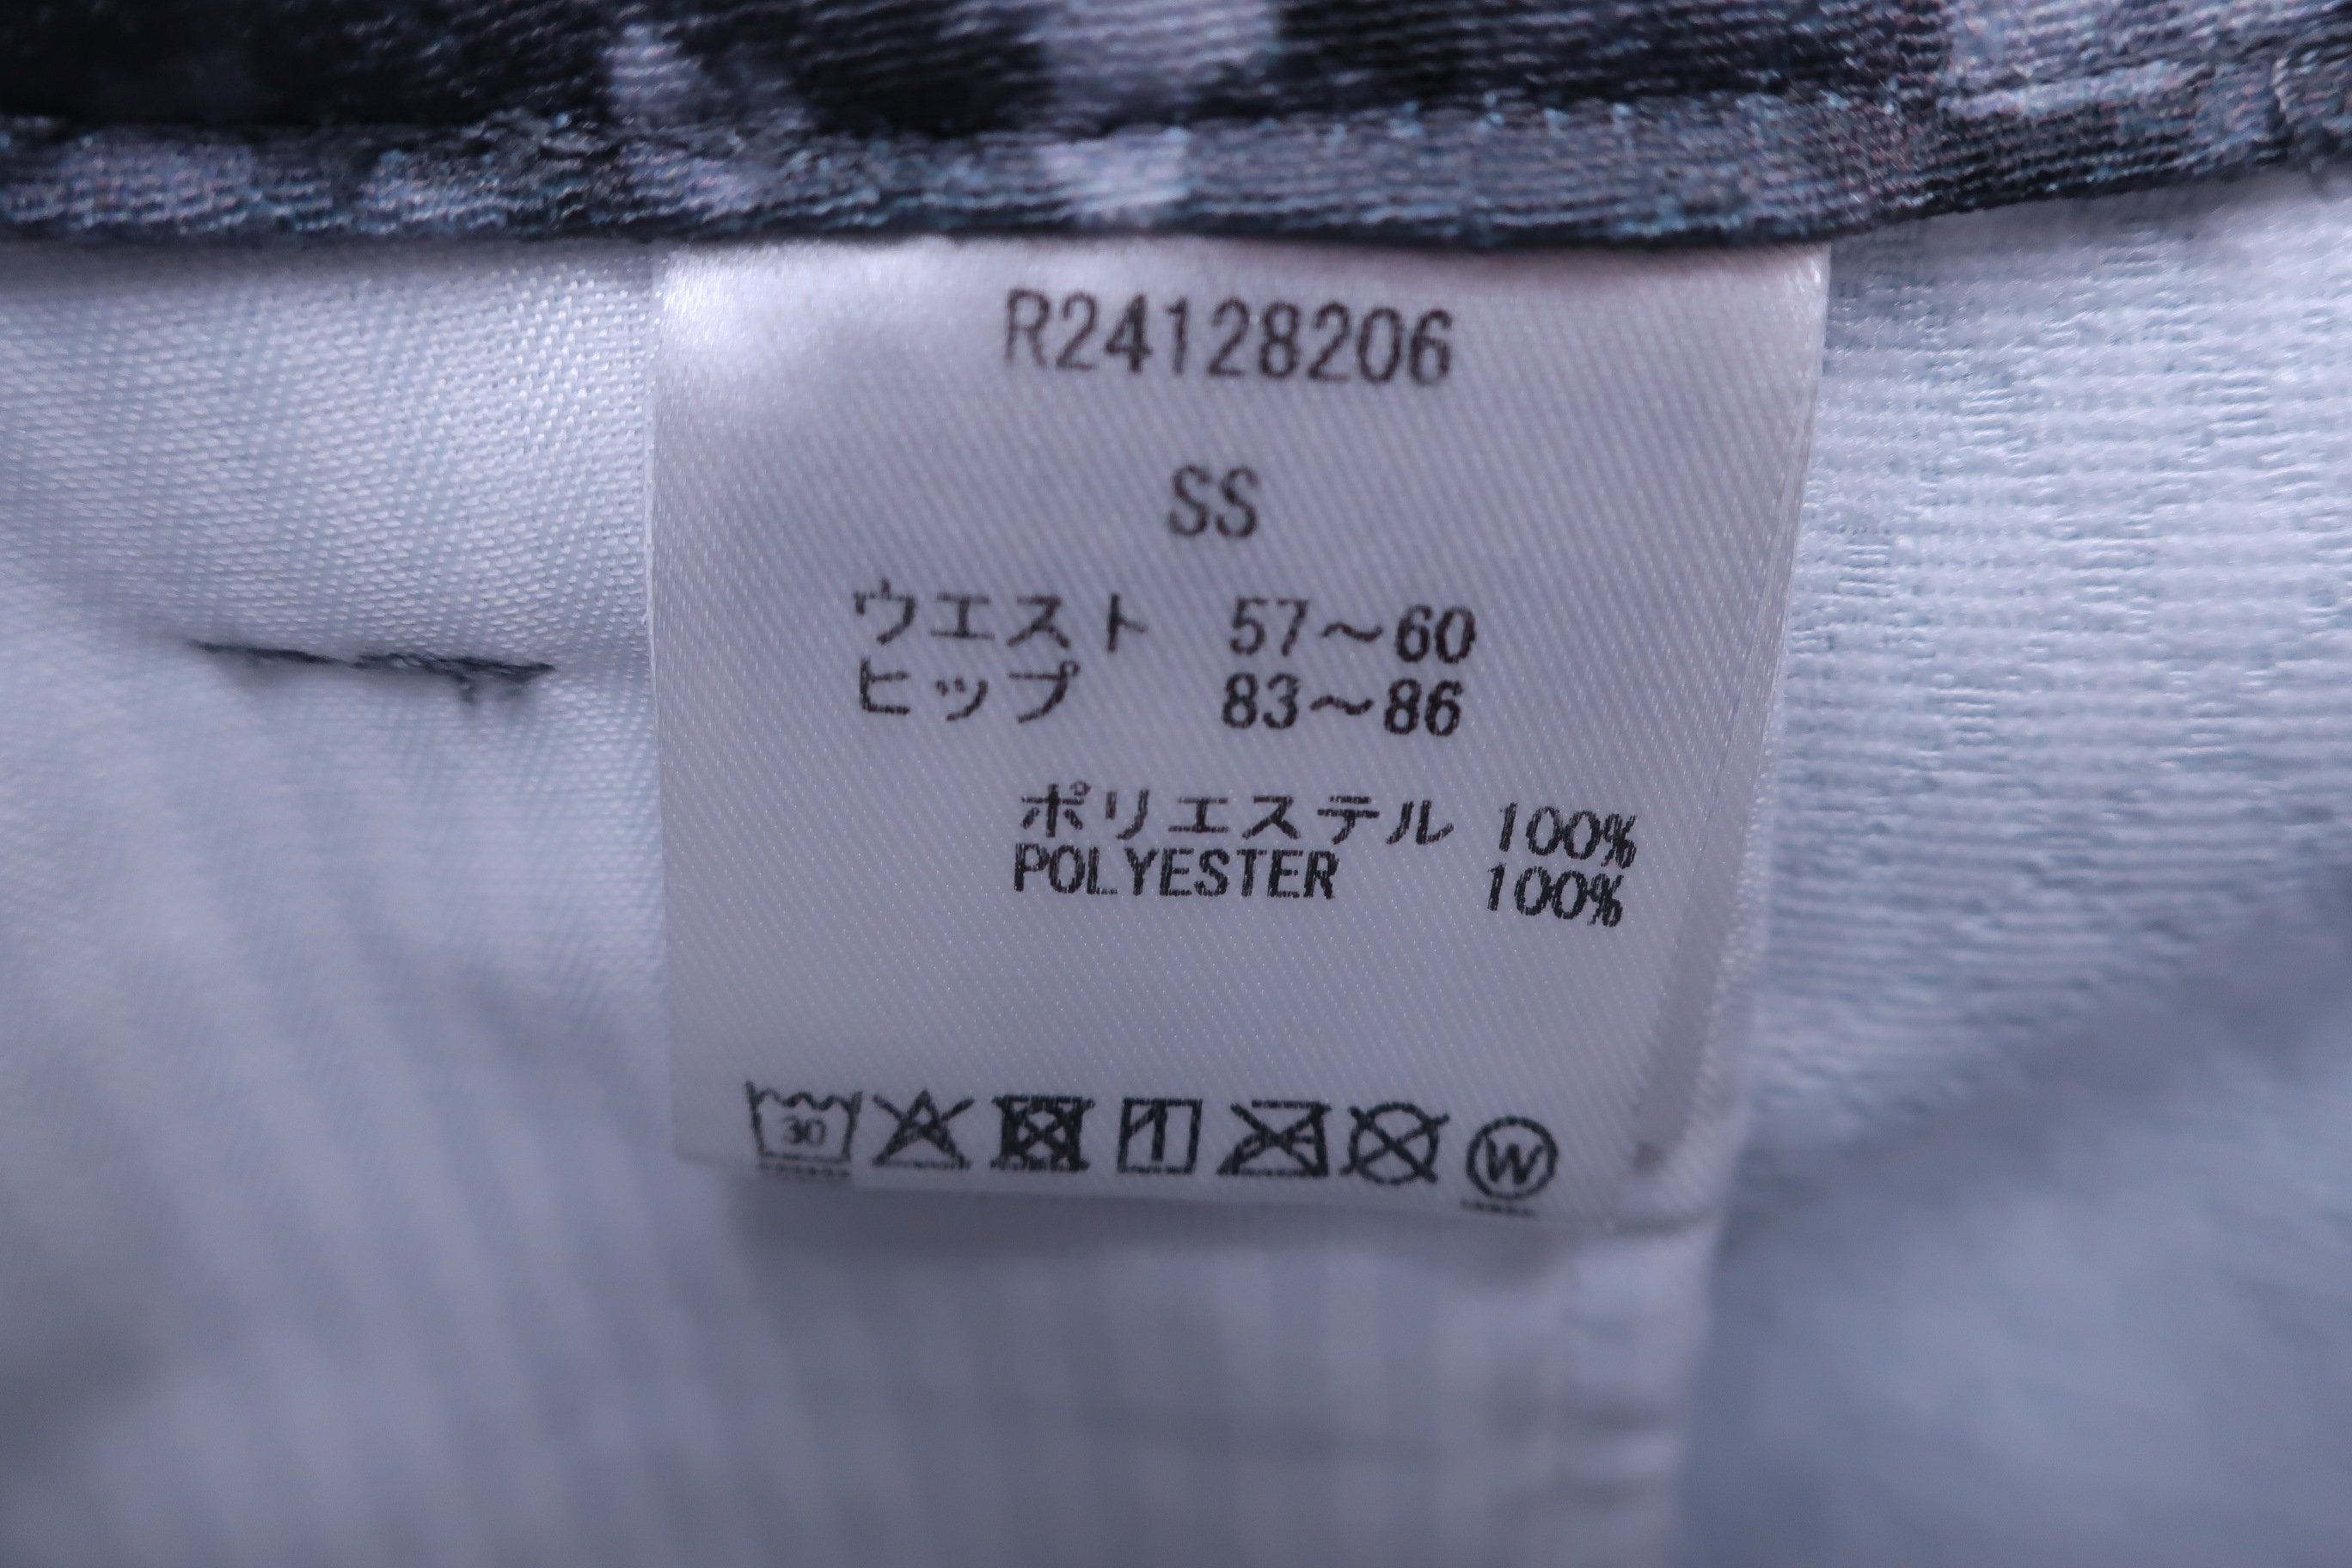 R24128206
SS
ウエスト 57～60
ヒップ 83～86
ポリエステル 100%
POLYESTER 100%
30
W